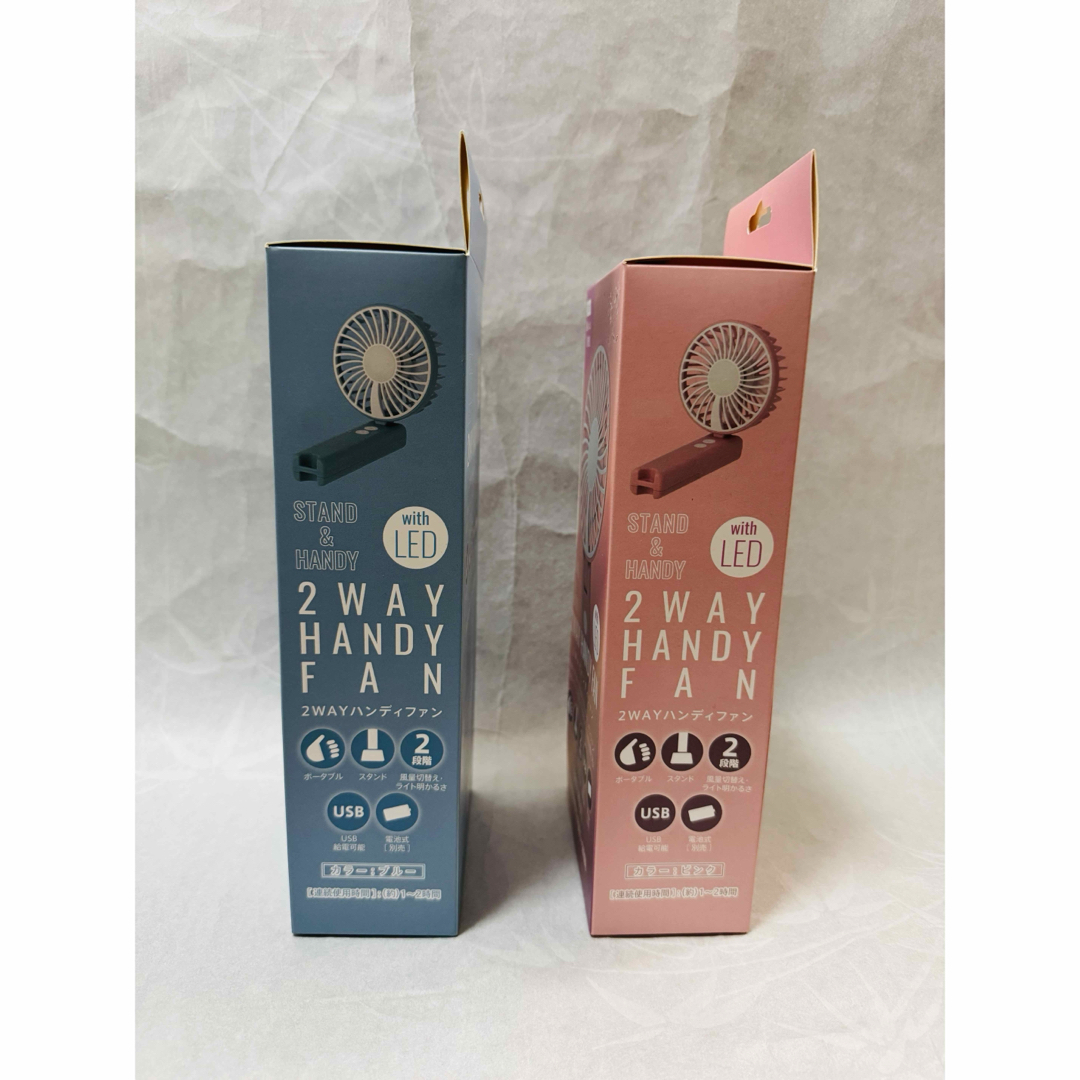 STAND
&
HANDY
with
LED
2WAY
HANDY
FAN
2WAYハンディファン
ポータブル
スタンド
2
段階
風量切替え・
ライト明かるさ
USB
USB
給電可能
電池式
[別売]
カラー：ブルー
[連続使用時間]：(約)1〜2時間
STAND
&
HANDY
with
LED
2WAY
HANDY
FAN
2WAYハンディファン
ポータブル
スタンド
2
段階
風量切替え・
ライト明かるさ
USB
USB
給電可能
電池式
[別売]
カラー：ピンク
[連続使用時間]：(約)1〜2時間